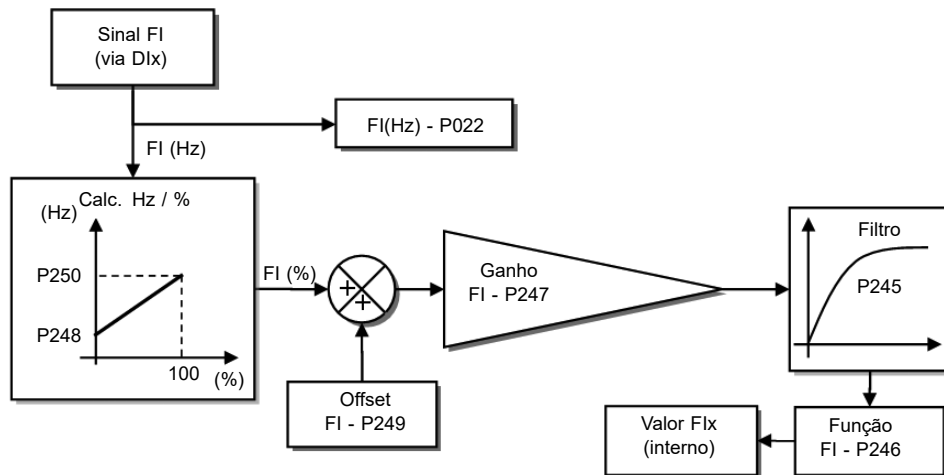 Sinal FI
(via DIx)
FI(Hz) - P022
FI (Hz)
Calc. Hz / %
(Hz)
P250
P248
100
(%)
FI (%)
+
+
Offset
FI - P249
Ganho
FI - P247
Filtro
P245
Função
FI - P246
Valor FIx
(interno)